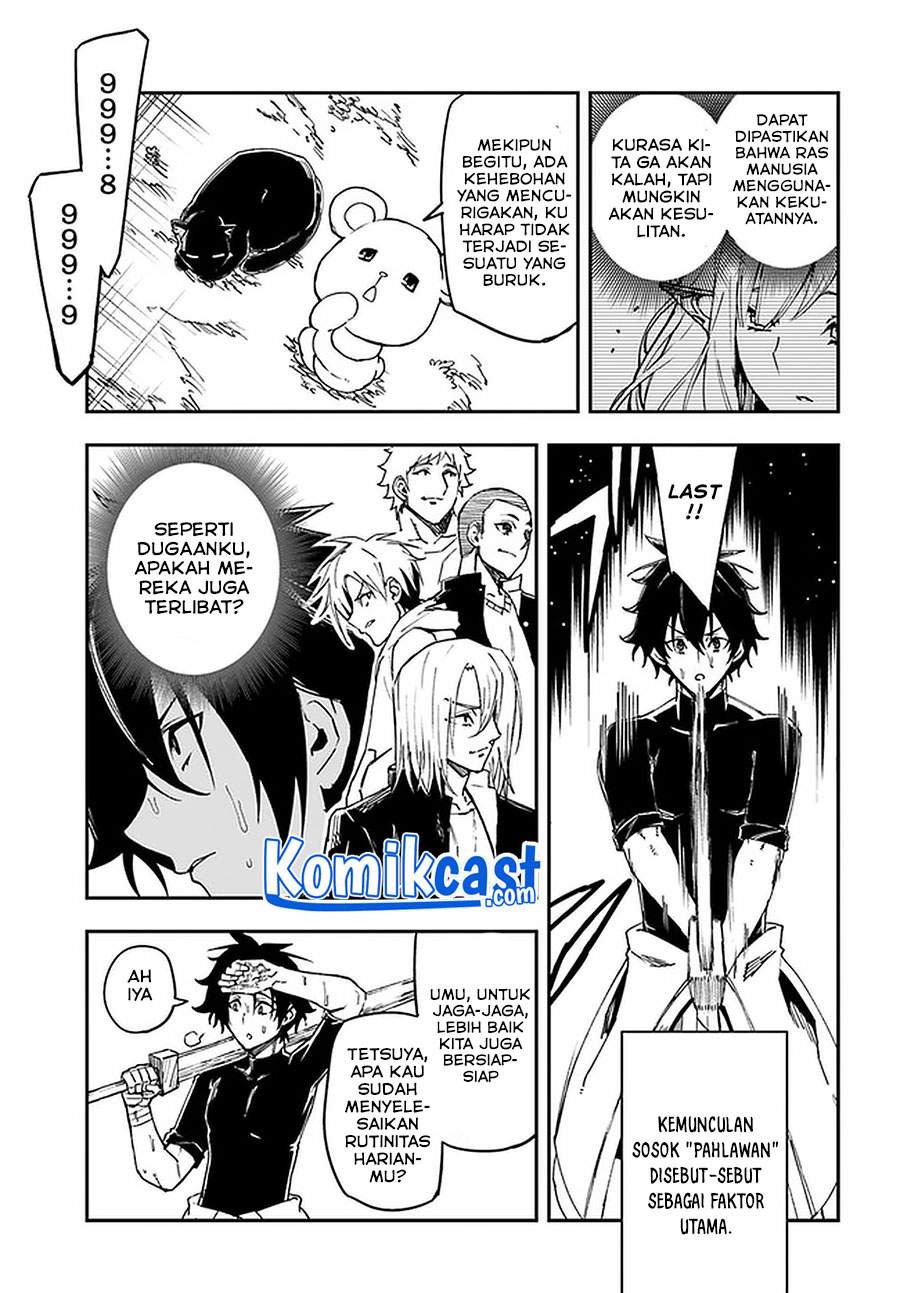 DAPAT
DIPASTIKAN
BAHWA RAS
MANUSIA
MENGGUNA-
KAN KEKU-
ATANNYA.
KURASA KI-
TA GA AKAN
KALAH, TAPI
MUNGKIN
AKAN KESU-
LITAN.
MEKIPUN
BEGITU, ADA
KEHEBOHAN
YANG MENCU-
RIGAKAN, KU
HARAP TIDAK
TERJADI SE-
SUATU YANG
BURUK.
999...8
999...9
LAST
!!
KEMUNCULAN
SOSOK "PAHLAWAN"
DISEBUT-SEBUT
SEBAGAI FAKTOR
UTAMA.
SEPERTI
DUGAANKU,
APAKAH ME-
REKA JUGA
TERLIBAT?
Komikcast
.com
UMU, UNTUK
JAGA-JAGA,
LEBIH BAIK
KITA JUGA
BERSIAP-
SIAP
TETSUYA,
APA KAU
SUDAH
MENYELE-
SAIKAN
RUTINITAS
HARIAN-
MU?
AH
IYA